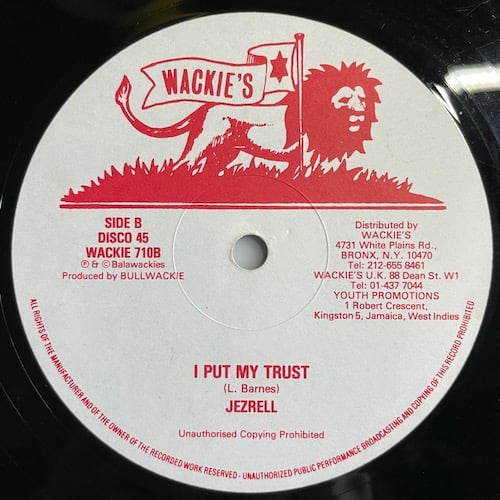 WACKIE'S
SIDE B
DISCO 45
WACKIE 710B
℗ & © Balawackies
Produced by BULLWACKIE
Distributed by
WACKIE'S
4731 White Plains Rd.,
BRONX, N.Y. 10470
Tel: 212-655 8461
WACKIE'S U.K. 88 Dean St. W1
Tel: 01-437 7044
YOUTH PROMOTIONS
1 Robert Crescent,
Kingston 5, Jamaica, West Indies
I PUT MY TRUST
(L. Barnes)
JEZRELL
Unauthorised Copying Prohibited
ALL RIGHTS OF THE MANUFACTURER AND OF THE OWNER OF THE RECORDED WORK RESERVED - UNAUTHORIZED PUBLIC PERFORMANCE BROADCASTING AND COPYING OF THIS RECORD PROHIBITED